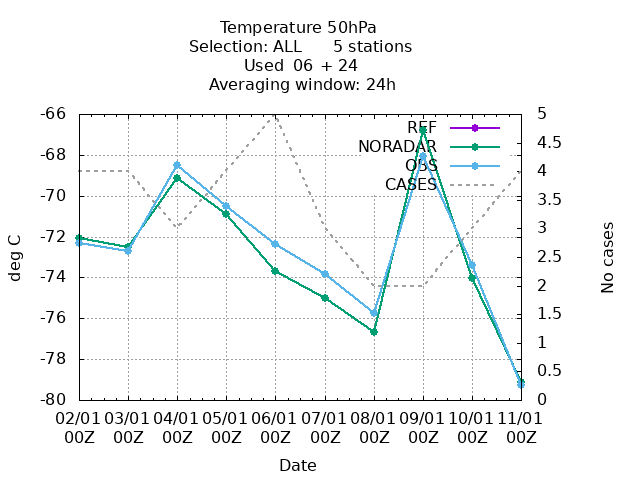 Temperature 50hPa
Selection: ALL      5 stations
Used  06 + 24
Averaging window: 24h
-66
-68
-70
-72
-74
-76
-78
-80
deg C
5
4.5
4
3.5
3
2.5
2
1.5
1
0.5
0
No cases
REF
NORADAR
OBS
CASES
02/01 03/01 04/01 05/01 06/01 07/01 08/01 09/01 10/01 11/01
00Z 00Z 00Z 00Z 00Z 00Z 00Z 00Z 00Z 00Z
Date